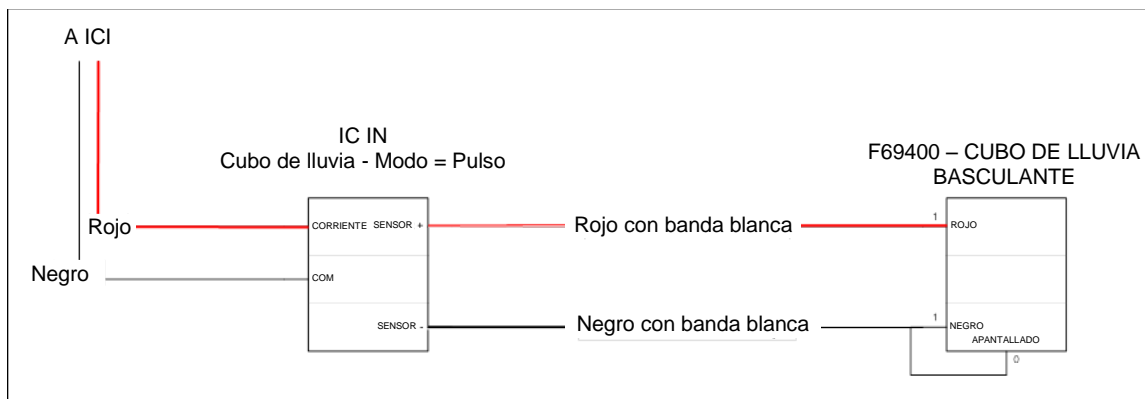 A ICI
IC IN
Cubo de lluvia - Modo = Pulso
F69400 – CUBO DE LLUVIA
BASCULANTE
Rojo
CORRIENTE
SENSOR +
Rojo con banda blanca
1
ROJO
Negro
COM
SENSOR -
Negro con banda blanca
1
NEGRO
APANTALLADO
0